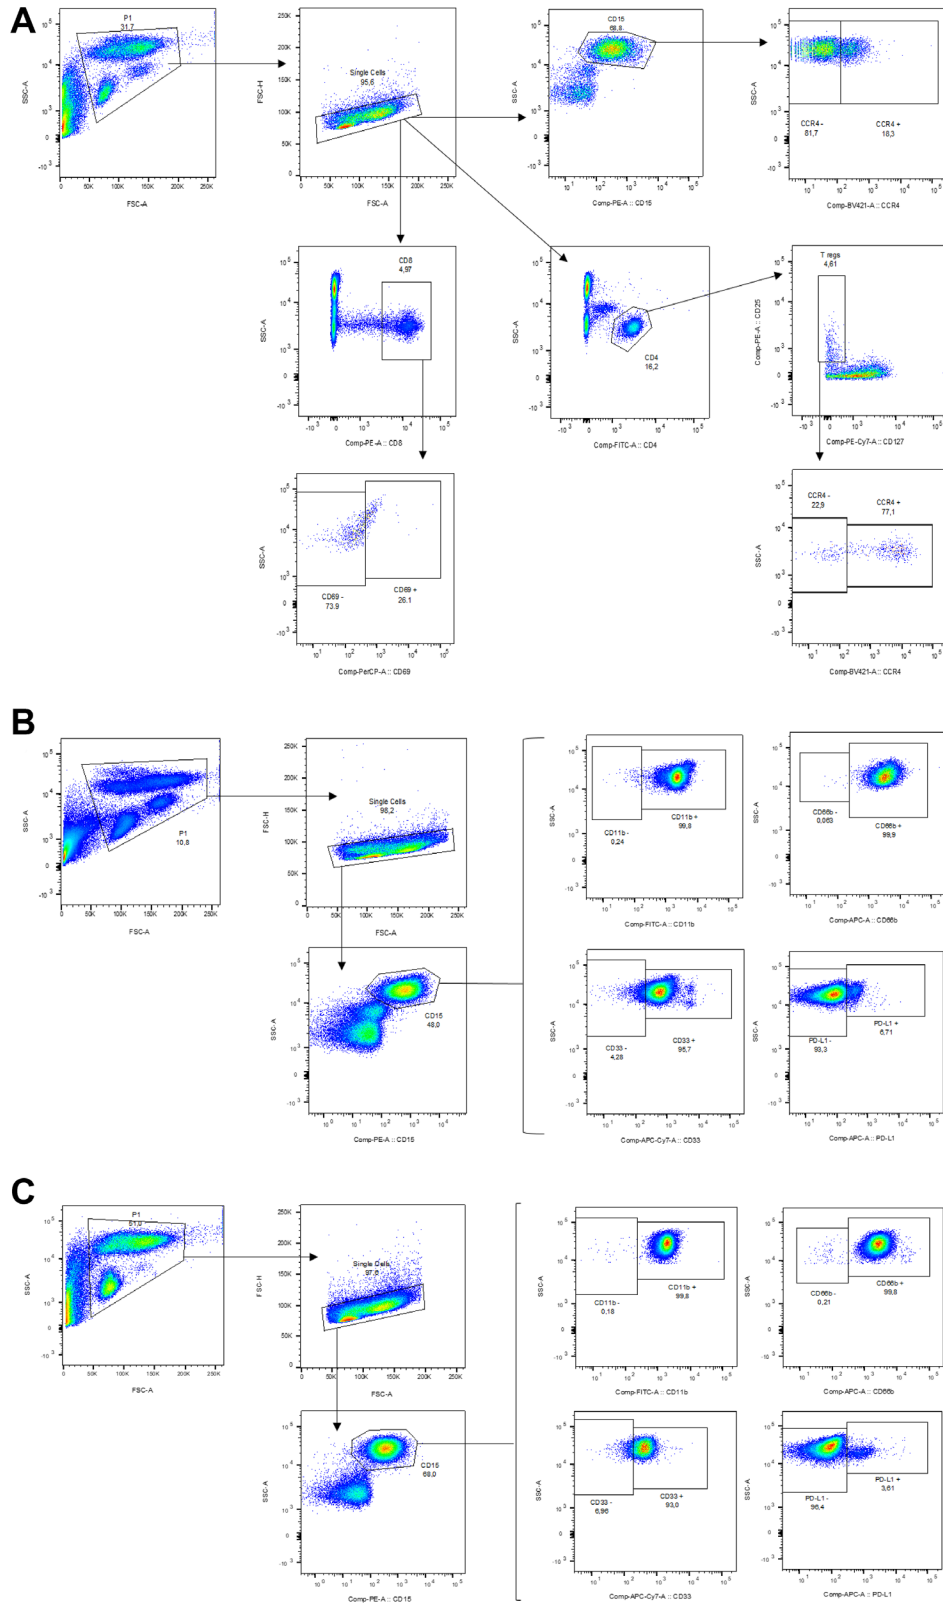 A
P1
31,7
SSC-A
FSC-A
Single Cells
95,6
FSC-H
FSC-A
CD15
68,8
SSC-A
Comp-PE-A :: CD15
CCR4 -
81,7
CCR4 +
18,3
SSC-A
Comp-BV421-A :: CCR4
CD8
4,97
SSC-A
Comp-PE-A :: CD8
CD4
16,2
SSC-A
Comp-FITC-A :: CD4
T regs
4,61
Comp-PE-A :: CD25
Comp-PE-Cy7-A :: CD127
CD69 -
73.9
CD69 +
26.1
SSC-A
Comp-PerCP-A :: CD69
CCR4 -
22,9
CCR4 +
77,1
SSC-A
Comp-BV421-A :: CCR4
B
P1
10,8
SSC-A
FSC-A
Single Cells
98,2
FSC-H
FSC-A
CD11b -
0,24
CD11b +
99,8
SSC-A
Comp-FITC-A :: CD11b
CD66b -
0,063
CD66b +
99,9
SSC-A
Comp-APC-A :: CD66b
CD15
48,0
SSC-A
Comp-PE-A :: CD15
CD33 -
4,28
CD33 +
95,7
SSC-A
Comp-APC-Cy7-A :: CD33
PD-L1 -
93,3
PD-L1 +
6,71
SSC-A
Comp-APC-A :: PD-L1
C
P1
51,0
SSC-A
FSC-A
Single Cells
97,0
FSC-H
FSC-A
CD11b -
0,18
CD11b +
99,8
SSC-A
Comp-FITC-A :: CD11b
CD66b -
0,21
CD66b +
99,8
SSC-A
Comp-APC-A :: CD66b
CD15
68,0
SSC-A
Comp-PE-A :: CD15
CD33 -
6,96
CD33 +
93,0
SSC-A
Comp-APC-Cy7-A :: CD33
PD-L1 -
96,4
PD-L1 +
3,61
SSC-A
Comp-APC-A :: PD-L1